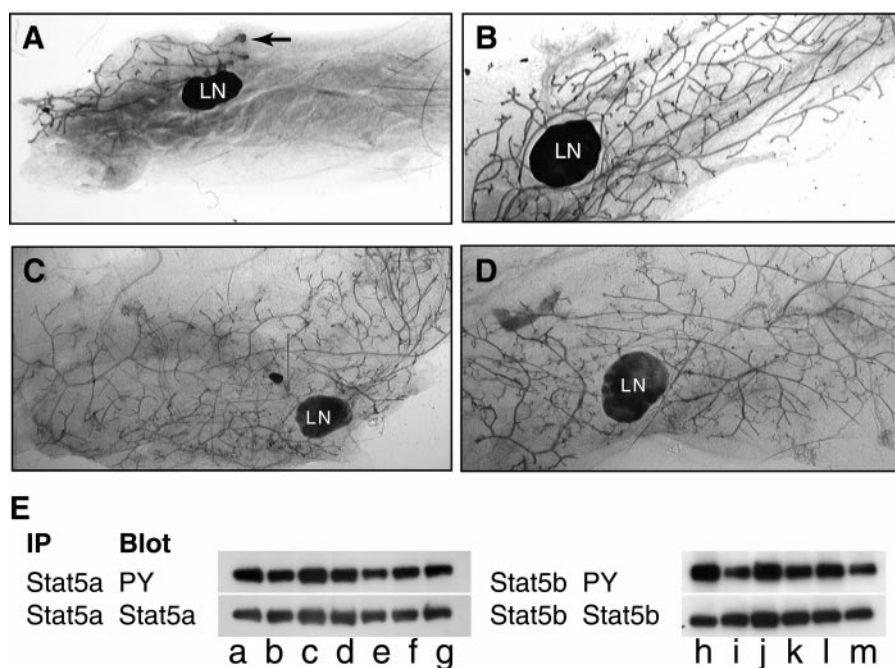 A
LN
B
LN
C
LN
D
LN
E
IP Blot
Stat5a PY
Stat5a Stat5a
a b c d e f g
Stat5b PY
Stat5b Stat5b
h i j k l m